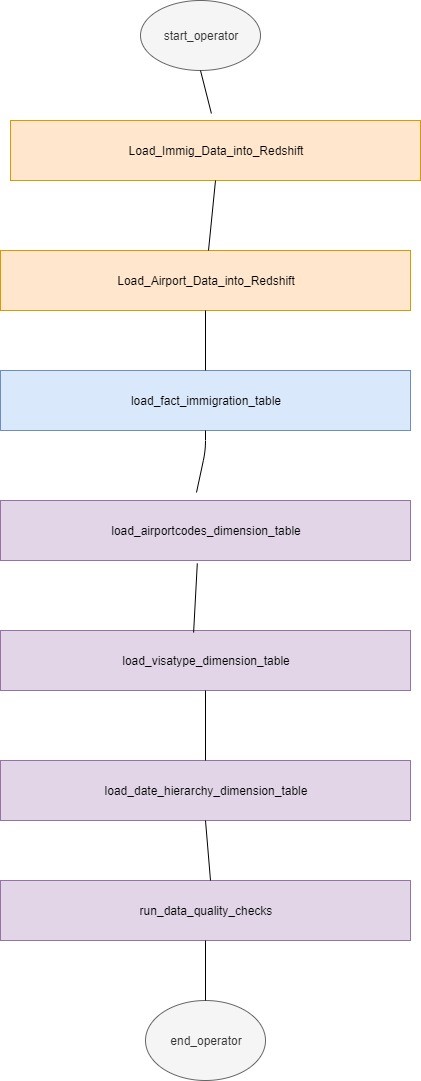 start_operator
Load_Immig_Data_into_Redshift
Load_Airport_Data_into_Redshift
load_fact_immigration_table
load_airportcodes_dimension_table
load_visatype_dimension_table
load_date_hierarchy_dimension_table
run_data_quality_checks
end_operator